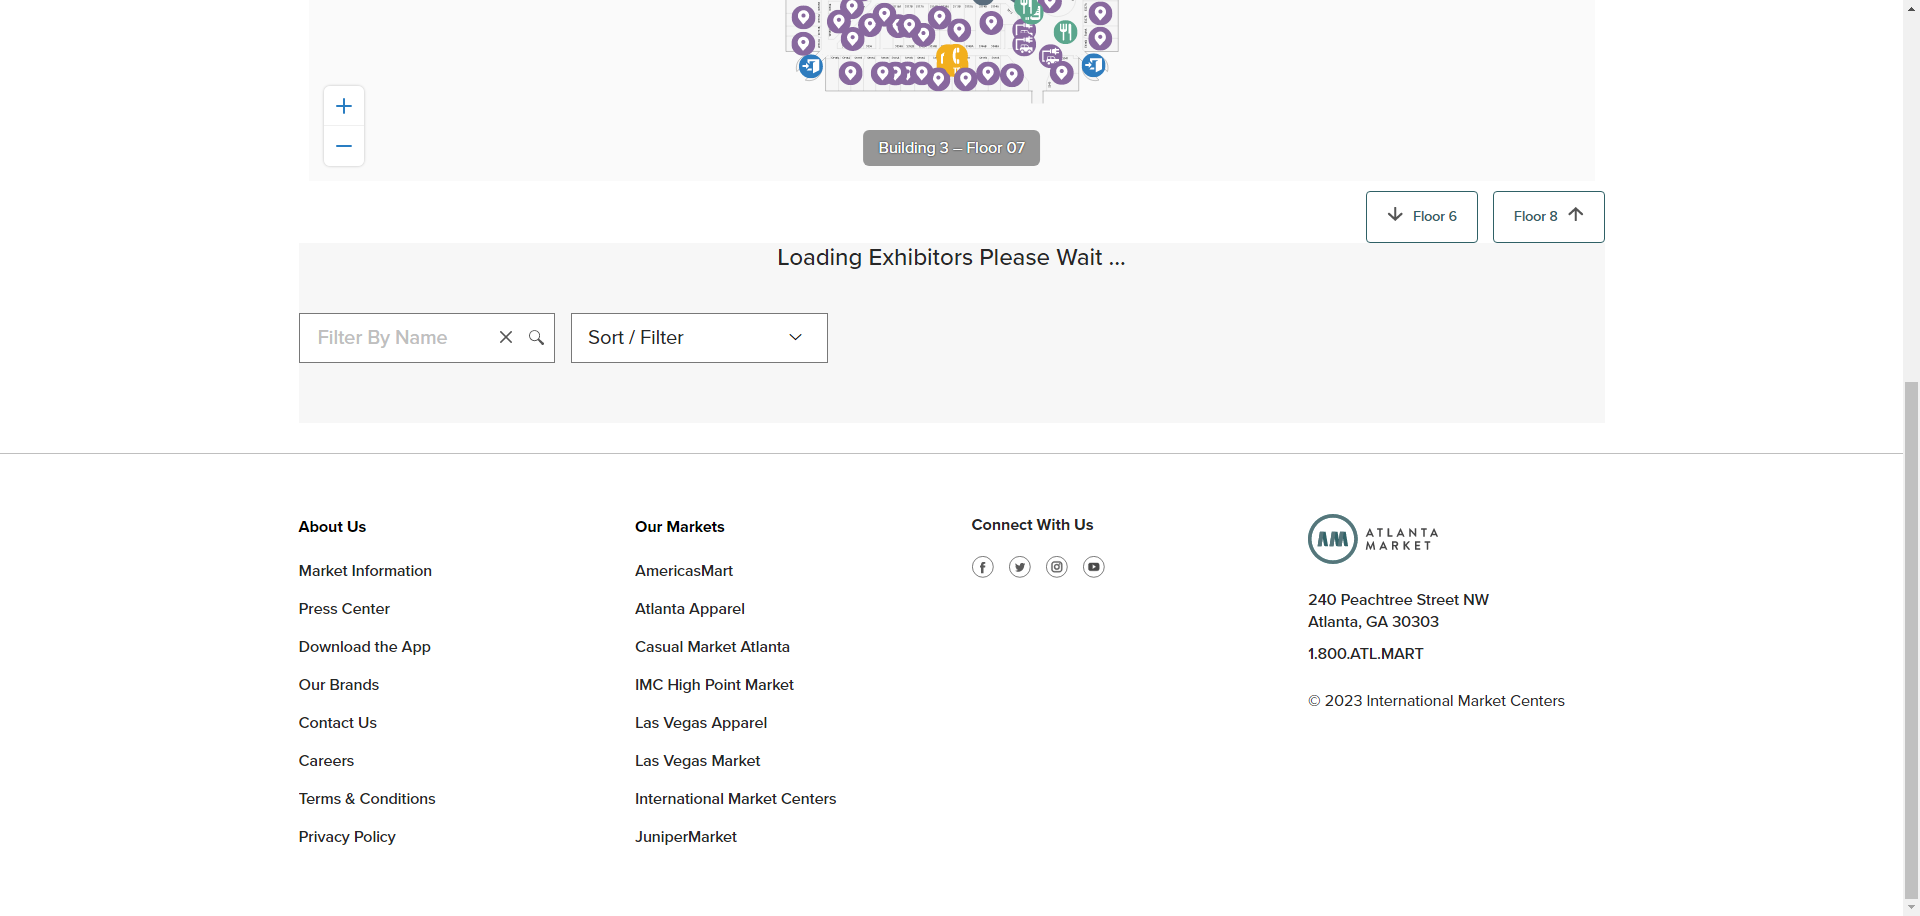 Building 3 – Floor 07
Floor 6
Floor 8
Loading Exhibitors Please Wait ...
Filter By Name
Sort / Filter
About Us
Market Information
Press Center
Download the App
Our Brands
Contact Us
Careers
Terms & Conditions
Privacy Policy
Our Markets
AmericasMart
Atlanta Apparel
Casual Market Atlanta
IMC High Point Market
Las Vegas Apparel
Las Vegas Market
International Market Centers
JuniperMarket
Connect With Us
AM
ATLANTA
MARKET
240 Peachtree Street NW
Atlanta, GA 30303
1.800.ATL.MART
© 2023 International Market Centers